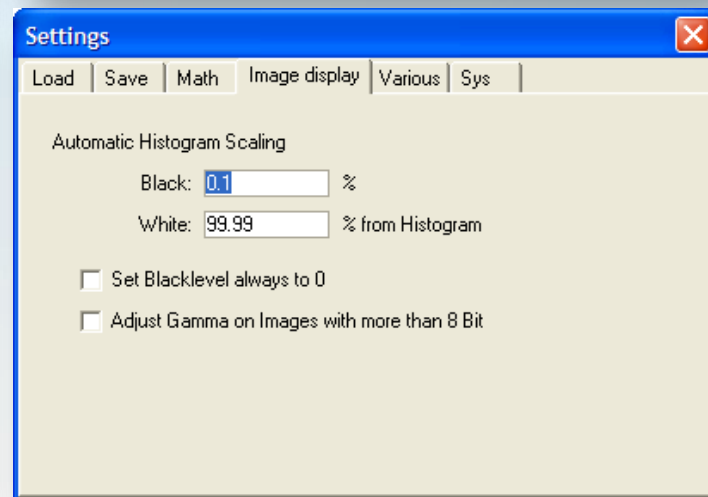 Settings
Load Save Math Image display Various Sys
Automatic Histogram Scaling
Black: 0.1 %
White: 99.99 % from Histogram
Set Blacklevel always to 0
Adjust Gamma on Images with more than 8 Bit